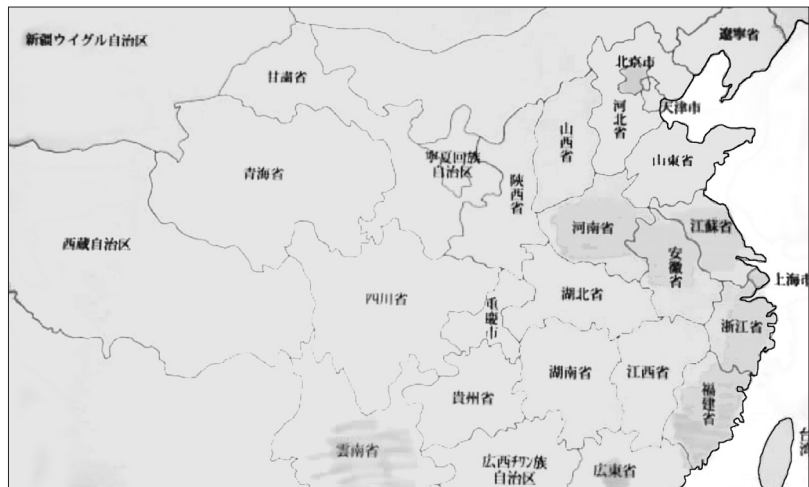 新疆ウイグル自治区
遼寧省
北京市
甘粛省
天津市
河北省
山西省
寧夏回族
自治区
山東省
青海省
陝西省
河南省
江蘇省
西蔵自治区
安徽省
上海市
四川省
重慶市
湖北省
浙江省
湖南省
江西省
貴州省
福建省
台湾
雲南省
広西チワン族
自治区
広東省